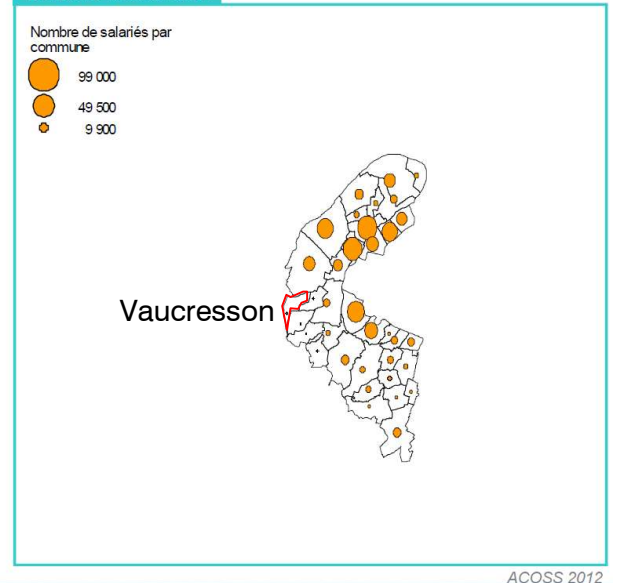 Nombre de salariés par
commune
99 000
49 500
9 900
Vaucresson
ACOSS 2012